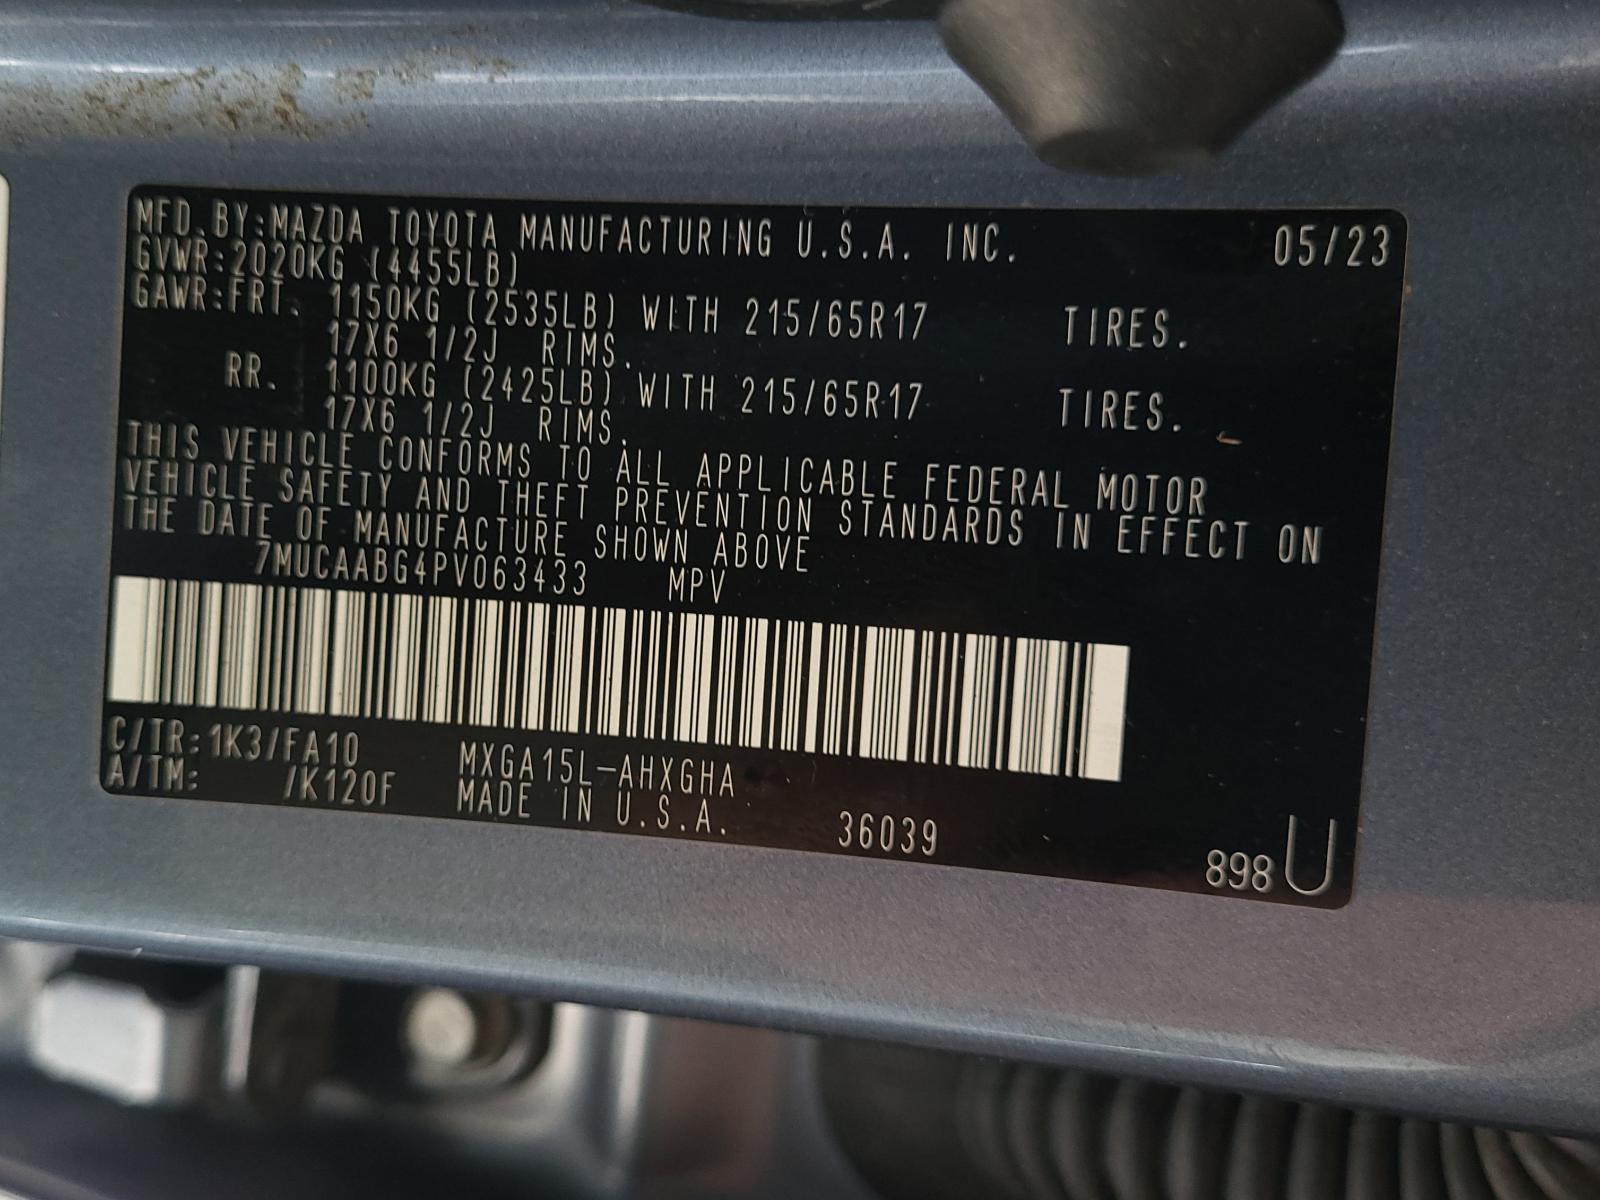 MFD.BY:MAZDA TOYOTA MANUFACTURING U.S.A. INC. 05/23
GVWR:2020KG (4455LB)
GAWR:FRT. 1150KG (2535LB) WITH 215/65R17 TIRES.
17X6 1/2J RIMS.
RR. 1100KG (2425LB) WITH 215/65R17 TIRES.
17X6 1/2J RIMS.
THIS VEHICLE CONFORMS TO ALL APPLICABLE FEDERAL MOTOR
VEHICLE SAFETY AND THEFT PREVENTION STANDARDS IN EFFECT ON
THE DATE OF MANUFACTURE SHOWN ABOVE
7MUCAABG4PV063433 MPV
C/TR:1K3/FA10 MXGA15L-AHXGHA
A/TM: /K120F MADE IN U.S.A. 36039 898 U